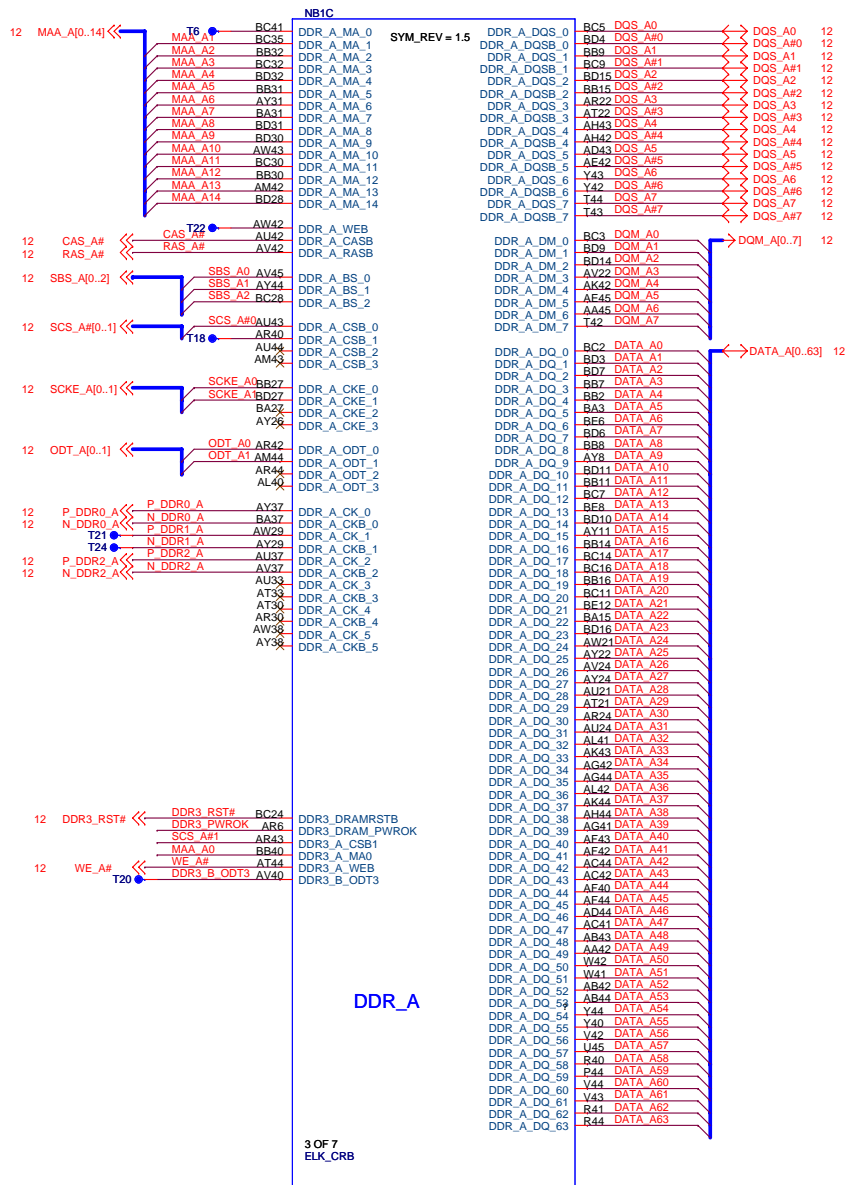 NB1C
SYM_REV = 1.5
12 MAA_A[0..14] T6 BC41 DDR_A_MA_0
MAA_A1 BC35 DDR_A_MA_1
MAA_A2 BB32 DDR_A_MA_2
MAA_A3 BC32 DDR_A_MA_3
MAA_A4 BD32 DDR_A_MA_4
MAA_A5 BB31 DDR_A_MA_5
MAA_A6 AY31 DDR_A_MA_6
MAA_A7 BA31 DDR_A_MA_7
MAA_A8 BD31 DDR_A_MA_8
MAA_A9 BD30 DDR_A_MA_9
MAA_A10 AW43 DDR_A_MA_10
MAA_A11 BC30 DDR_A_MA_11
MAA_A12 BB30 DDR_A_MA_12
MAA_A13 AM42 DDR_A_MA_13
MAA_A14 BD28 DDR_A_MA_14
T22 AW42 DDR_A_WEB
12 CAS_A# CAS_A# AU42 DDR_A_CASB
12 RAS_A# RAS_A# AV42 DDR_A_RASB
12 SBS_A[0..2] SBS_A0 AV45 DDR_A_BS_0
SBS_A1 AY44 DDR_A_BS_1
SBS_A2 BC28 DDR_A_BS_2
12 SCS_A#[0..1] SCS_A#0 AU43 DDR_A_CSB_0
T18 AR40 DDR_A_CSB_1
AU44 DDR_A_CSB_2
AM43 DDR_A_CSB_3
12 SCKE_A[0..1] SCKE_A0 BB27 DDR_A_CKE_0
SCKE_A1 BD27 DDR_A_CKE_1
BA27 DDR_A_CKE_2
AY26 DDR_A_CKE_3
12 ODT_A[0..1] ODT_A0 AR42 DDR_A_ODT_0
ODT_A1 AM44 DDR_A_ODT_1
AR44 DDR_A_ODT_2
AL40 DDR_A_ODT_3
12 P_DDR0_A P_DDR0_A AY37 DDR_A_CK_0
12 N_DDR0_A N_DDR0_A BA37 DDR_A_CKB_0
T21 P_DDR1_A AW29 DDR_A_CK_1
T24 N_DDR1_A AY29 DDR_A_CKB_1
12 P_DDR2_A P_DDR2_A AU37 DDR_A_CK_2
12 N_DDR2_A N_DDR2_A AV37 DDR_A_CKB_2
AU33 DDR_A_CK_3
AT33 DDR_A_CKB_3
AT30 DDR_A_CK_4
AR30 DDR_A_CKB_4
AW38 DDR_A_CK_5
AY38 DDR_A_CKB_5
12 DDR3_RST# DDR3_RST# BC24 DDR3_DRAMRSTB
DDR3_PWROK AR6 DDR3_DRAM_PWROK
SCS_A#1 AR43 DDR3_A_CSB1
MAA_A0 BB40 DDR3_A_MA0
12 WE_A# WE_A# AT44 DDR3_A_WEB
T20 DDR3_B_ODT3 AV40 DDR3_B_ODT3
DDR_A_DQS_0 BC5 DQS_A0 DQS_A0 12
DDR_A_DQSB_0 BD4 DQS_A#0 DQS_A#0 12
DDR_A_DQS_1 BB9 DQS_A1 DQS_A1 12
DDR_A_DQSB_1 BC9 DQS_A#1 DQS_A#1 12
DDR_A_DQS_2 BD15 DQS_A2 DQS_A2 12
DDR_A_DQSB_2 BB15 DQS_A#2 DQS_A#2 12
DDR_A_DQS_3 AR22 DQS_A3 DQS_A3 12
DDR_A_DQSB_3 AT22 DQS_A#3 DQS_A#3 12
DDR_A_DQS_4 AH43 DQS_A4 DQS_A4 12
DDR_A_DQSB_4 AH42 DQS_A#4 DQS_A#4 12
DDR_A_DQS_5 AD43 DQS_A5 DQS_A5 12
DDR_A_DQSB_5 AE42 DQS_A#5 DQS_A#5 12
DDR_A_DQS_6 Y43 DQS_A6 DQS_A6 12
DDR_A_DQSB_6 Y42 DQS_A#6 DQS_A#6 12
DDR_A_DQS_7 T44 DQS_A7 DQS_A7 12
DDR_A_DQSB_7 T43 DQS_A#7 DQS_A#7 12
DDR_A_DM_0 BC3 DQM_A0 DQM_A[0..7] 12
DDR_A_DM_1 BD9 DQM_A1
DDR_A_DM_2 BD14 DQM_A2
DDR_A_DM_3 AV22 DQM_A3
DDR_A_DM_4 AK42 DQM_A4
DDR_A_DM_5 AE45 DQM_A5
DDR_A_DM_6 AA45 DQM_A6
DDR_A_DM_7 T42 DQM_A7
DDR_A_DQ_0 BC2 DATA_A0 DATA_A[0..63] 12
DDR_A_DQ_1 BD3 DATA_A1
DDR_A_DQ_2 BD7 DATA_A2
DDR_A_DQ_3 BB7 DATA_A3
DDR_A_DQ_4 BB2 DATA_A4
DDR_A_DQ_5 BA3 DATA_A5
DDR_A_DQ_6 BE6 DATA_A6
DDR_A_DQ_7 BD6 DATA_A7
DDR_A_DQ_8 BB8 DATA_A8
DDR_A_DQ_9 AY8 DATA_A9
DDR_A_DQ_10 BD11 DATA_A10
DDR_A_DQ_11 BB11 DATA_A11
DDR_A_DQ_12 BC7 DATA_A12
DDR_A_DQ_13 BE8 DATA_A13
DDR_A_DQ_14 BD10 DATA_A14
DDR_A_DQ_15 AY11 DATA_A15
DDR_A_DQ_16 BB14 DATA_A16
DDR_A_DQ_17 BC14 DATA_A17
DDR_A_DQ_18 BC16 DATA_A18
DDR_A_DQ_19 BB16 DATA_A19
DDR_A_DQ_20 BC11 DATA_A20
DDR_A_DQ_21 BE12 DATA_A21
DDR_A_DQ_22 BA15 DATA_A22
DDR_A_DQ_23 BD16 DATA_A23
DDR_A_DQ_24 AW21 DATA_A24
DDR_A_DQ_25 AY22 DATA_A25
DDR_A_DQ_26 AV24 DATA_A26
DDR_A_DQ_27 AY24 DATA_A27
DDR_A_DQ_28 AU21 DATA_A28
DDR_A_DQ_29 AT21 DATA_A29
DDR_A_DQ_30 AR24 DATA_A30
DDR_A_DQ_31 AU24 DATA_A31
DDR_A_DQ_32 AL41 DATA_A32
DDR_A_DQ_33 AK43 DATA_A33
DDR_A_DQ_34 AG42 DATA_A34
DDR_A_DQ_35 AG44 DATA_A35
DDR_A_DQ_36 AL42 DATA_A36
DDR_A_DQ_37 AK44 DATA_A37
DDR_A_DQ_38 AH44 DATA_A38
DDR_A_DQ_39 AG41 DATA_A39
DDR_A_DQ_40 AF43 DATA_A40
DDR_A_DQ_41 AF42 DATA_A41
DDR_A_DQ_42 AC44 DATA_A42
DDR_A_DQ_43 AC42 DATA_A43
DDR_A_DQ_44 AF40 DATA_A44
DDR_A_DQ_45 AF44 DATA_A45
DDR_A_DQ_46 AD44 DATA_A46
DDR_A_DQ_47 AC41 DATA_A47
DDR_A_DQ_48 AB43 DATA_A48
DDR_A_DQ_49 AA42 DATA_A49
DDR_A_DQ_50 W42 DATA_A50
DDR_A_DQ_51 W41 DATA_A51
DDR_A_DQ_52 AB42 DATA_A52
DDR_A_DQ_53 AB44 DATA_A53
?
DDR_A_DQ_54 Y44 DATA_A54
DDR_A_DQ_55 Y40 DATA_A55
DDR_A_DQ_56 V42 DATA_A56
DDR_A_DQ_57 U45 DATA_A57
DDR_A_DQ_58 R40 DATA_A58
DDR_A_DQ_59 P44 DATA_A59
DDR_A_DQ_60 V44 DATA_A60
DDR_A_DQ_61 V43 DATA_A61
DDR_A_DQ_62 R41 DATA_A62
DDR_A_DQ_63 R44 DATA_A63
DDR_A
3 OF 7
ELK_CRB